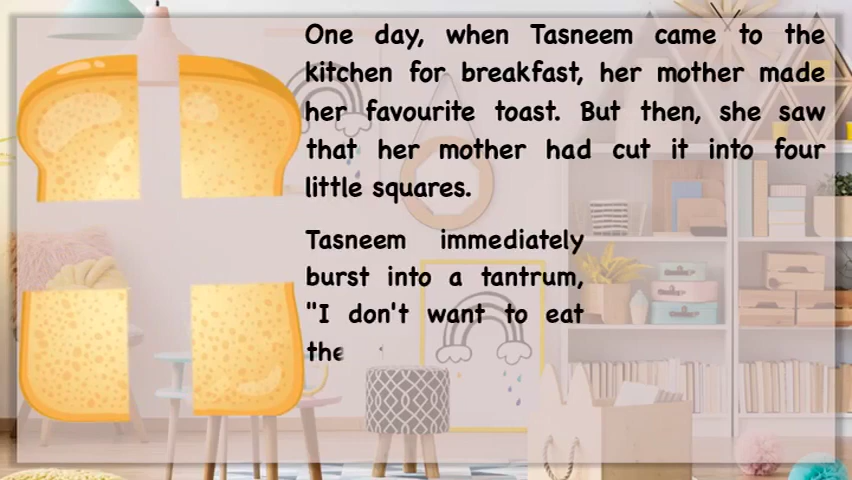 One day, when Tasneem came to the
kitchen for breakfast, her mother made
her favourite toast. But then, she saw
that her mother had cut it into four
little squares.
Tasneem immediately
burst into a tantrum,
"I don't want to eat
the